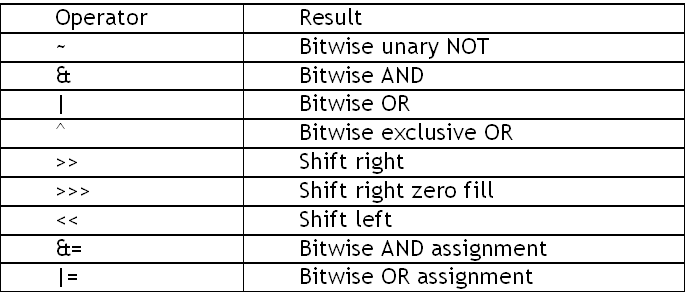 Operator Result
~ Bitwise unary NOT
& Bitwise AND
| Bitwise OR
^ Bitwise exclusive OR
>> Shift right
>>> Shift right zero fill
<< Shift left
&= Bitwise AND assignment
|= Bitwise OR assignment